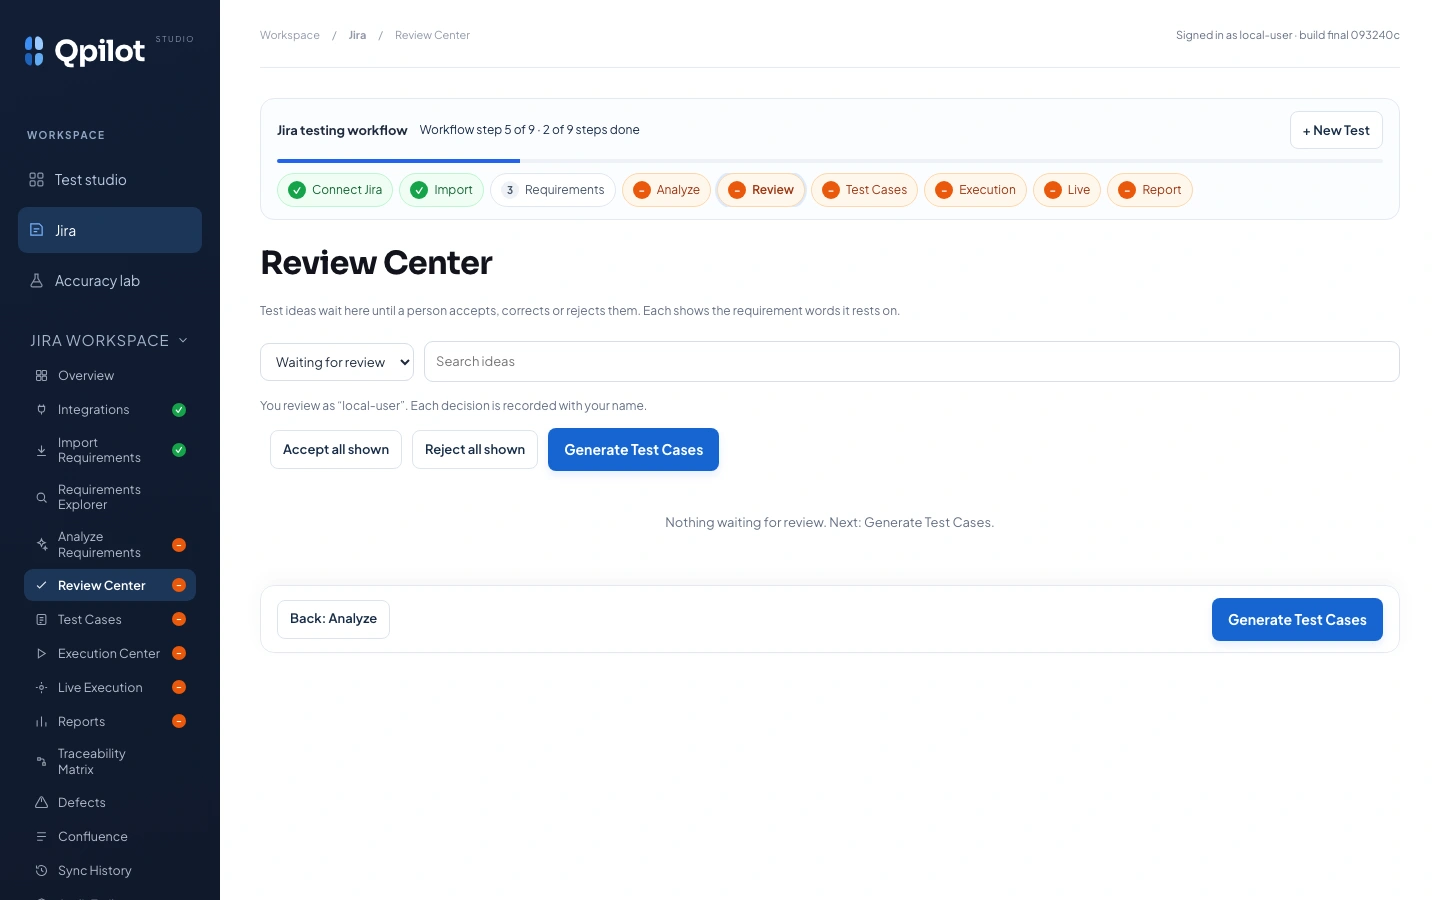 Qpilot STUDIO
WORKSPACE
Test studio
Jira
Accuracy lab
JIRA WORKSPACE
Overview
Integrations
Import
Requirements
Requirements
Explorer
Analyze
Requirements
Review Center
Test Cases
Execution Center
Live Execution
Reports
Traceability
Matrix
Defects
Confluence
Sync History
Workspace / Jira / Review Center
Signed in as local-user · build final 093240c
Jira testing workflow Workflow step 5 of 9 · 2 of 9 steps done
+ New Test
Connect Jira
Import
3 Requirements
Analyze
Review
Test Cases
Execution
Live
Report
Review Center
Test ideas wait here until a person accepts, corrects or rejects them. Each shows the requirement words it rests on.
Waiting for review
Search ideas
You review as “local-user”. Each decision is recorded with your name.
Accept all shown
Reject all shown
Generate Test Cases
Nothing waiting for review. Next: Generate Test Cases.
Back: Analyze
Generate Test Cases